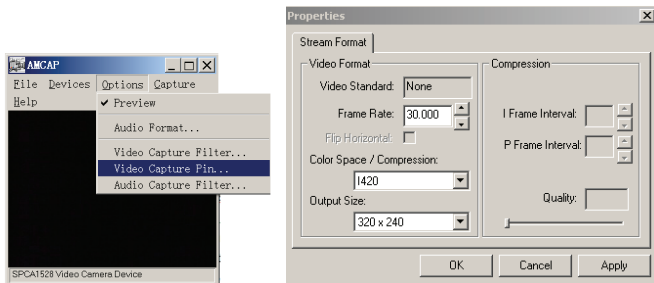 AMCAP
File Devices Options Capture
Help
Preview
Audio Format...
Video Capture Filter...
Video Capture Pin...
Audio Capture Filter...
SPCA1528 Video Camera Device
Properties
Stream Format
Video Format
Video Standard: None
Frame Rate: 30.000
Flip Horizontal:
Color Space / Compression:
I420
Output Size:
320 x 240
Compression
I Frame Interval:
P Frame Interval:
Quality:
OK Cancel Apply